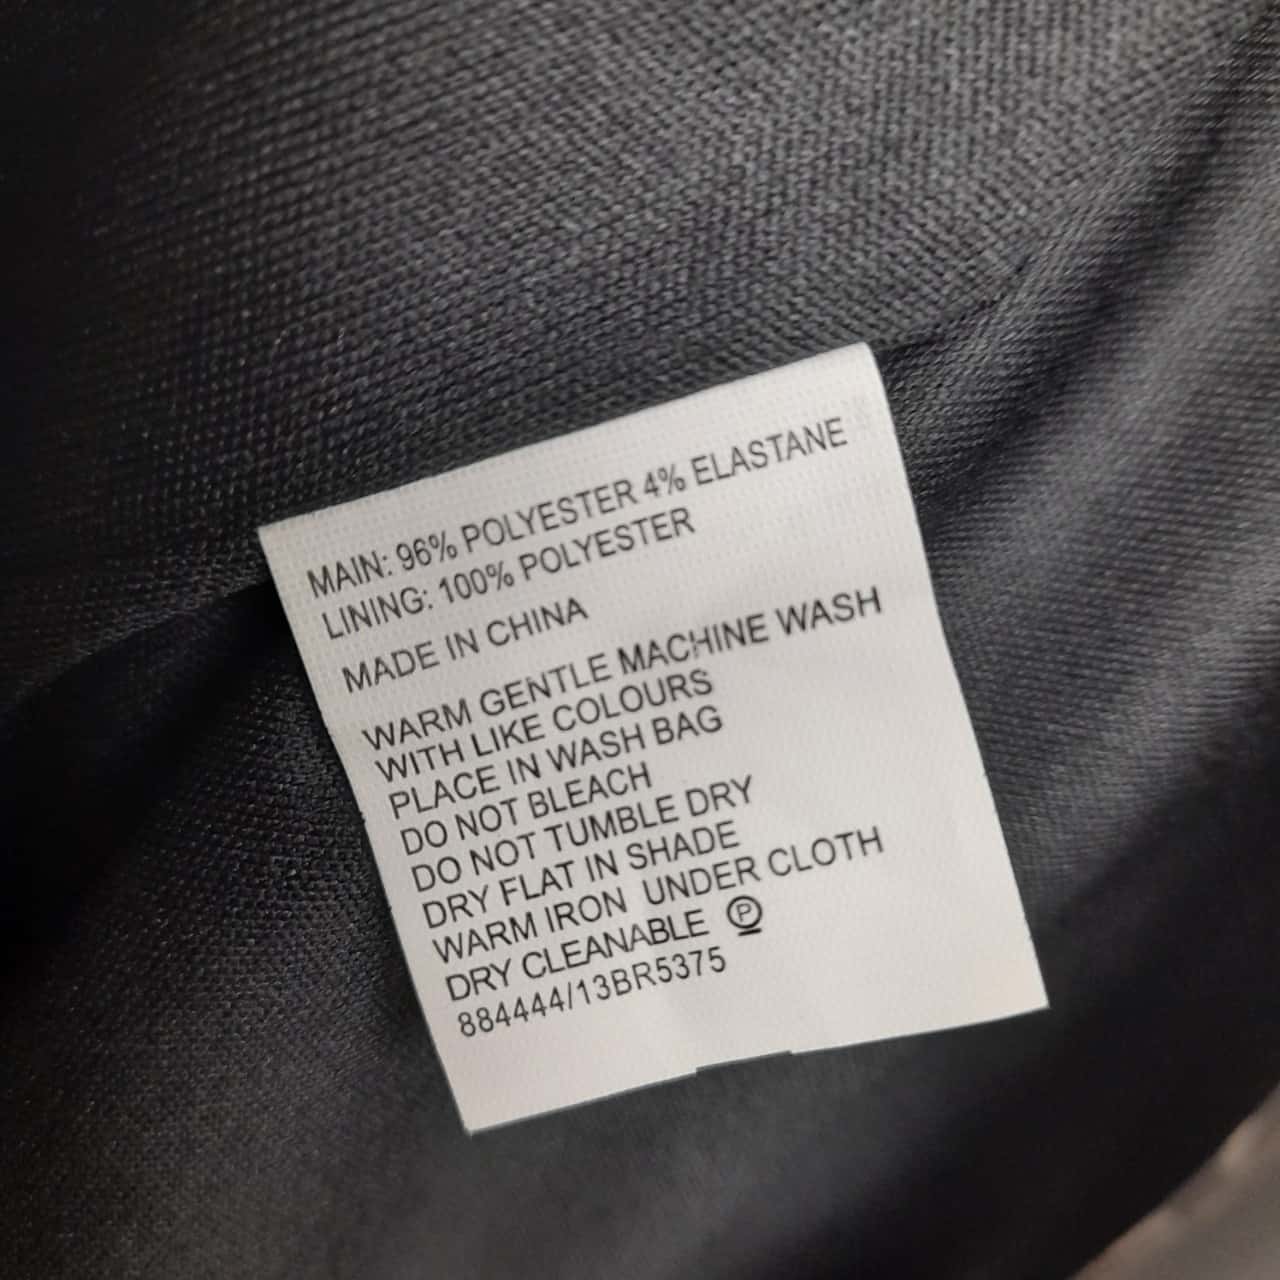 MAIN: 96% POLYESTER 4% ELASTANE
LINING: 100% POLYESTER
MADE IN CHINA
WARM GENTLE MACHINE WASH
WITH LIKE COLOURS
PLACE IN WASH BAG
DO NOT BLEACH
DO NOT TUMBLE DRY
DRY FLAT IN SHADE
WARM IRON UNDER CLOTH
DRY CLEANABLE Ⓟ
884444/13BR5375